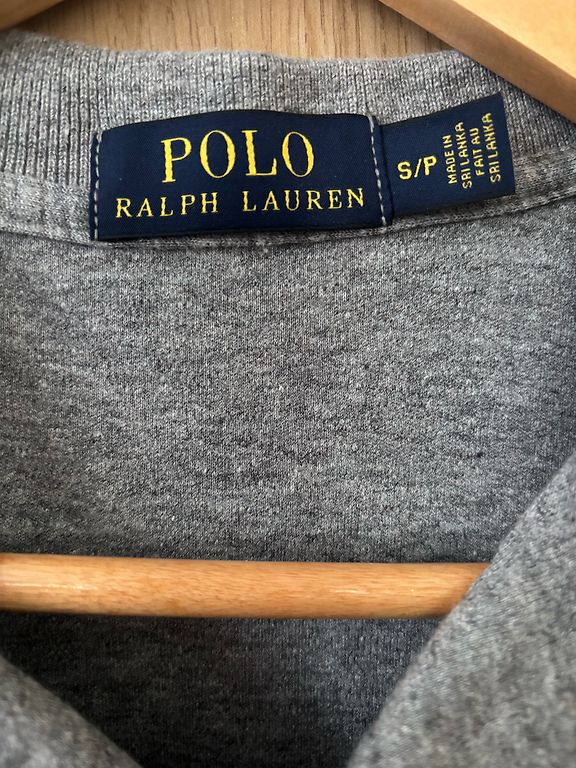 POLO
RALPH LAUREN
S/P
MADE IN
SRI LANKA
FAIT AU
SRI LANKA